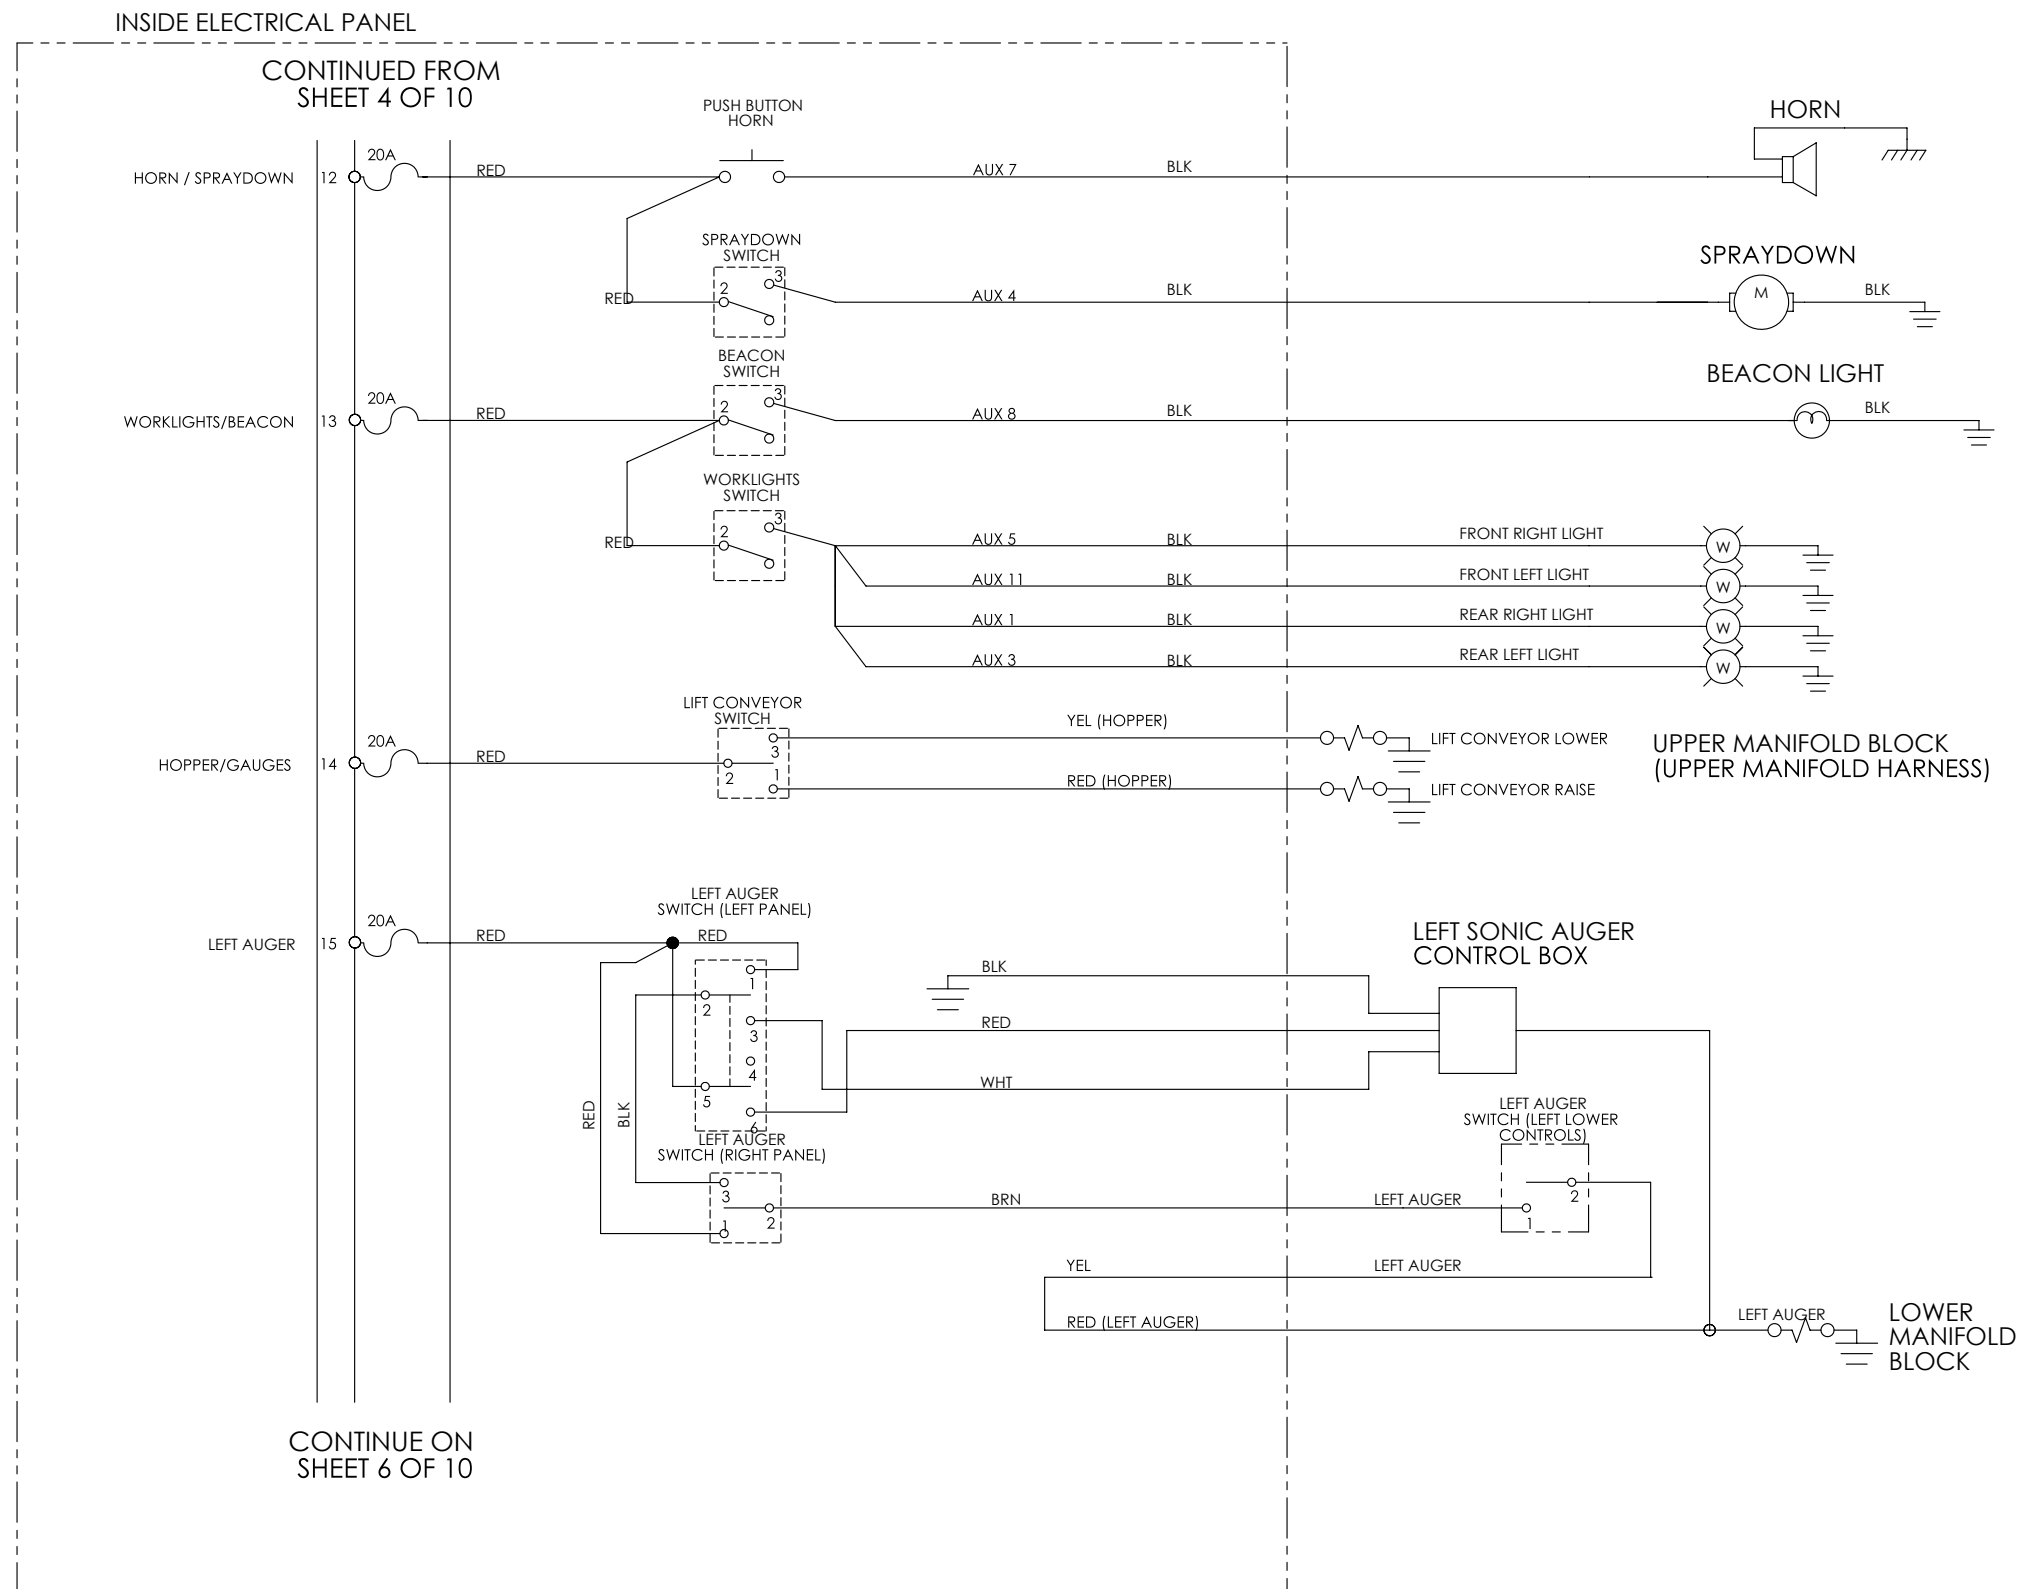 INSIDE ELECTRICAL PANEL
CONTINUED FROM
SHEET 4 OF 10
PUSH BUTTON
HORN
HORN
HORN / SPRAYDOWN
12
20A
RED
AUX 7
BLK
SPRAYDOWN
SWITCH
SPRAYDOWN
RED
2
3
AUX 4
BLK
M
BLK
BEACON
SWITCH
BEACON LIGHT
WORKLIGHTS/BEACON
13
20A
RED
2
3
AUX 8
BLK
BLK
WORKLIGHTS
SWITCH
RED
2
3
AUX 5
BLK
FRONT RIGHT LIGHT
W
AUX 11
BLK
FRONT LEFT LIGHT
W
AUX 1
BLK
REAR RIGHT LIGHT
W
AUX 3
BLK
REAR LEFT LIGHT
W
LIFT CONVEYOR
SWITCH
HOPPER/GAUGES
14
20A
RED
3
2
1
YEL (HOPPER)
LIFT CONVEYOR LOWER
RED (HOPPER)
LIFT CONVEYOR RAISE
UPPER MANIFOLD BLOCK
(UPPER MANIFOLD HARNESS)
LEFT AUGER
SWITCH (LEFT PANEL)
LEFT AUGER
15
20A
RED
RED
1
2
3
4
5
6
BLK
RED
WHT
LEFT SONIC AUGER
CONTROL BOX
RED
BLK
LEFT AUGER
SWITCH (RIGHT PANEL)
3
2
1
BRN
LEFT AUGER
LEFT AUGER
SWITCH (LEFT LOWER
CONTROLS)
2
1
YEL
LEFT AUGER
RED (LEFT AUGER)
LEFT AUGER
LOWER
MANIFOLD
BLOCK
CONTINUE ON
SHEET 6 OF 10